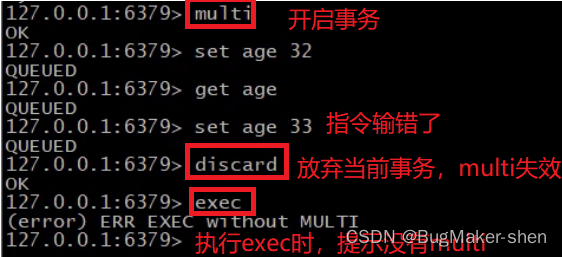 127.0.0.1:6379> multi 开启事务
OK
127.0.0.1:6379> set age 32
QUEUED
127.0.0.1:6379> get age
QUEUED
127.0.0.1:6379> set age 33 指令输错了
QUEUED
127.0.0.1:6379> discard 放弃当前事务，multi失效
OK
127.0.0.1:6379> exec
(error) ERR EXEC without MULTI
127.0.0.1:6379> 执行exec时，提示没有multi
CSDN @BugMaker-shen